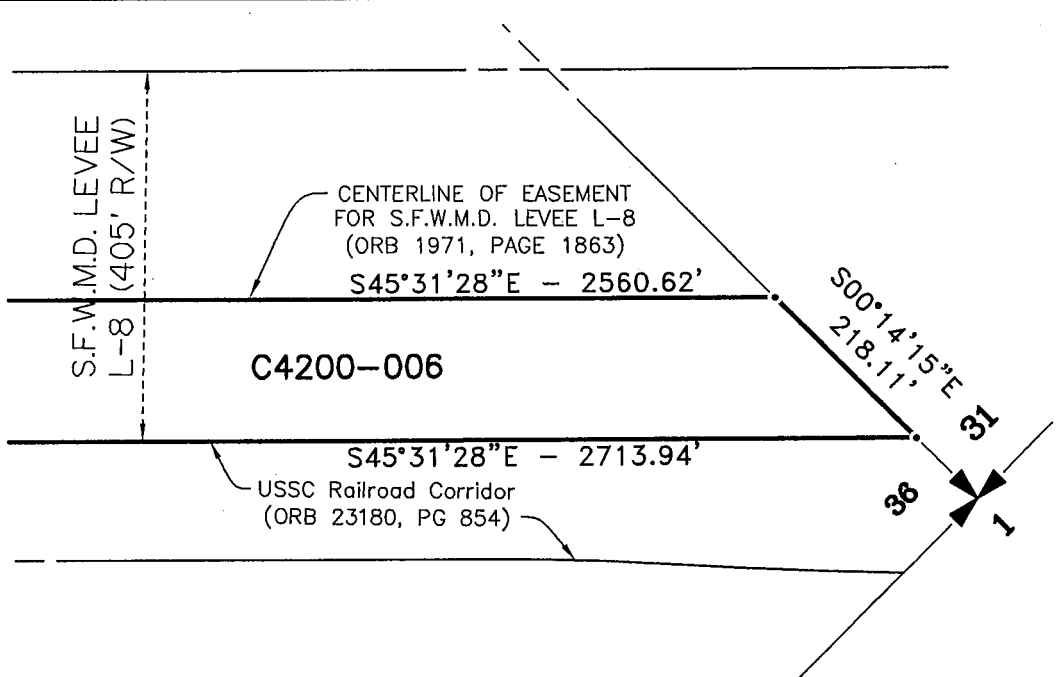 S.F.W.M.D. LEVEE
L-8 (405' R/W)
CENTERLINE OF EASEMENT
FOR S.F.W.M.D. LEVEE L-8
(ORB 1971, PAGE 1863)
S45°31'28"E - 2560.62'
S00°14'15"E
218.11'
C4200-006
31
S45°31'28"E - 2713.94'
USSC Railroad Corridor
(ORB 23180, PG 854)
36
1